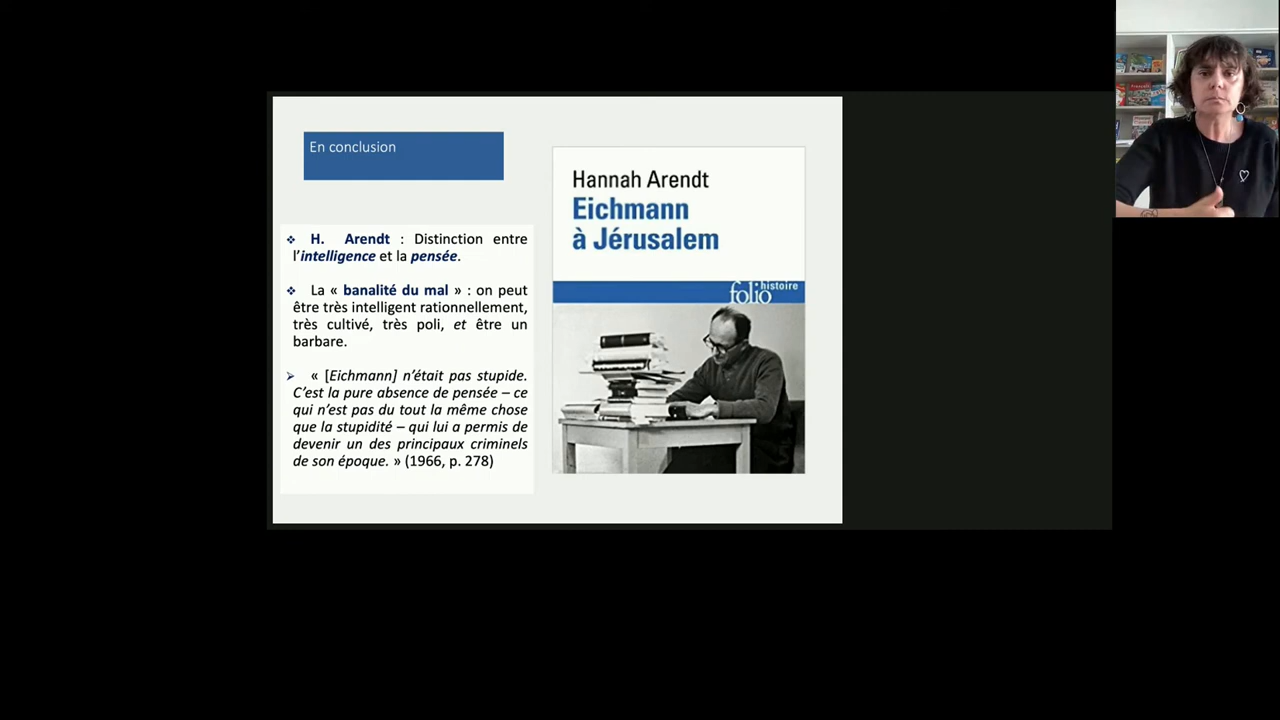 En conclusion
❖ H. Arendt : Distinction entre
l’intelligence et la pensée.
❖ La « banalité du mal » : on peut
être très intelligent rationnellement,
très cultivé, très poli, et être un
barbare.
➢ « [Eichmann] n’était pas stupide.
C’est la pure absence de pensée – ce
qui n’est pas du tout la même chose
que la stupidité – qui lui a permis de
devenir un des principaux criminels
de son époque. » (1966, p. 278)
Hannah Arendt
Eichmann
à Jérusalem
folio histoire